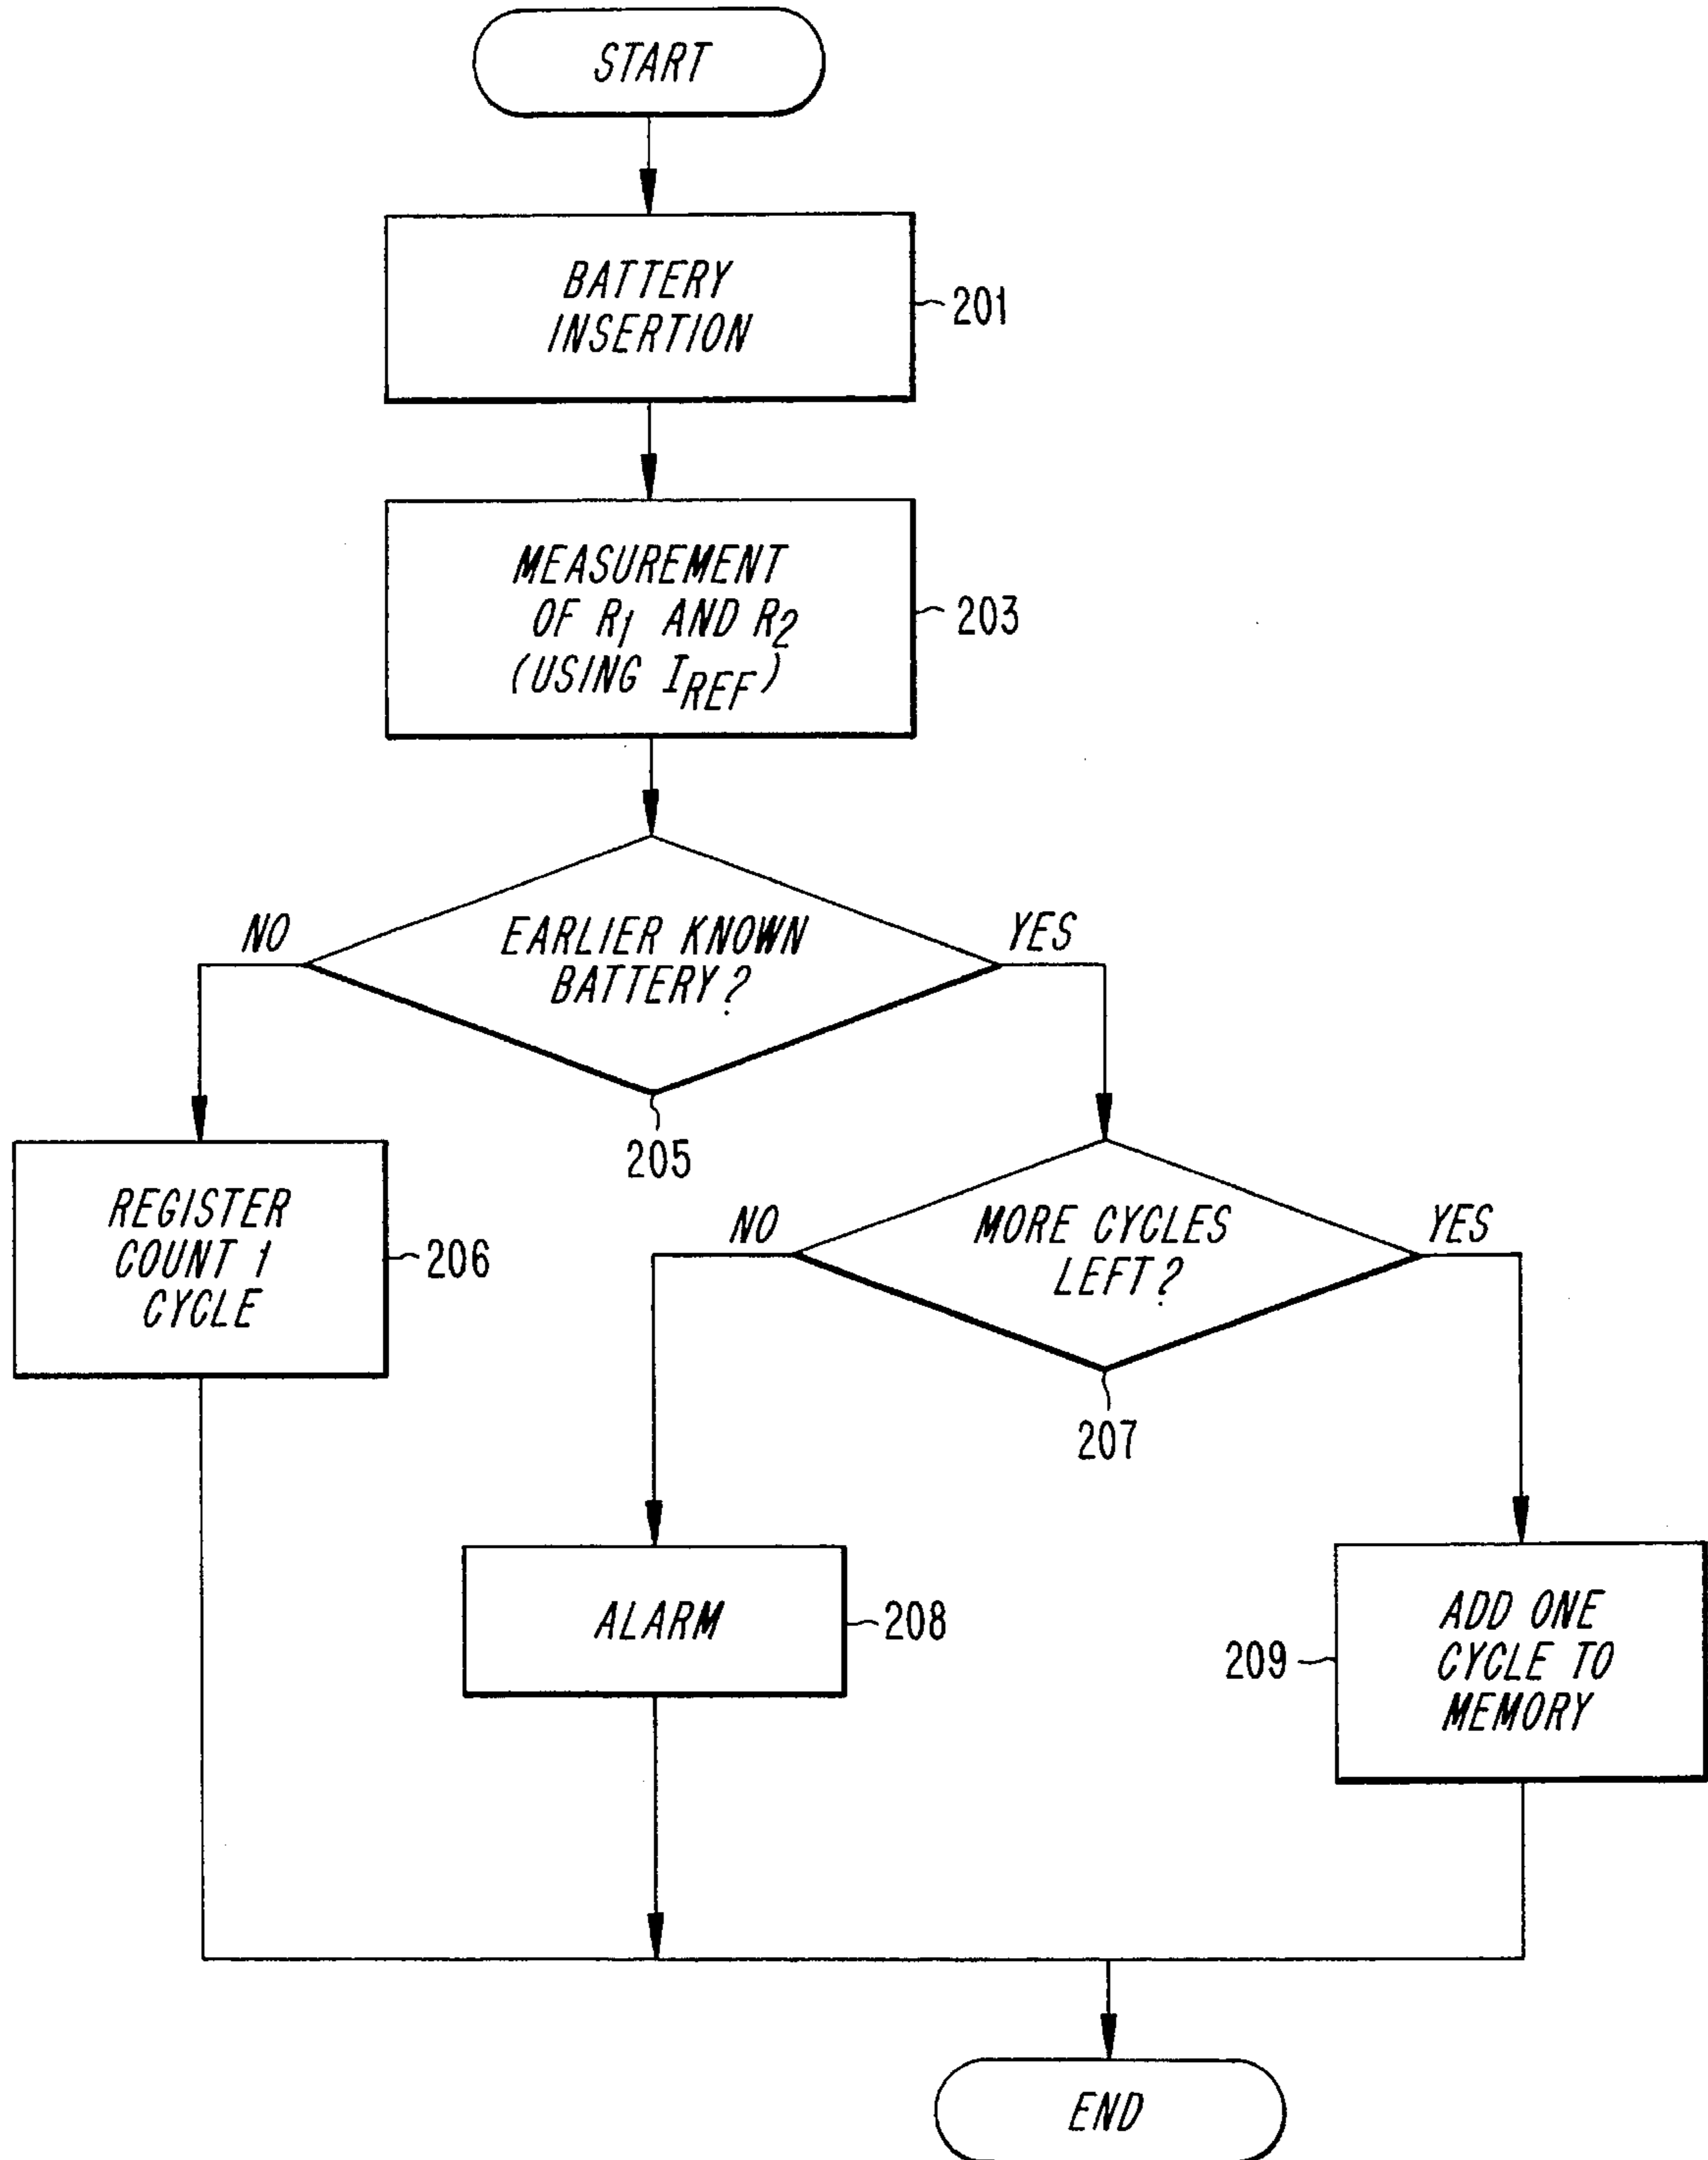 START
BATTERY
INSERTION
201
MEASUREMENT
OF R1 AND R2
(USING IREF)
203
EARLIER KNOWN
BATTERY?
NO
YES
205
REGISTER
COUNT 1
CYCLE
206
MORE CYCLES
LEFT?
NO
YES
207
ALARM
208
ADD ONE
CYCLE TO
MEMORY
209
END